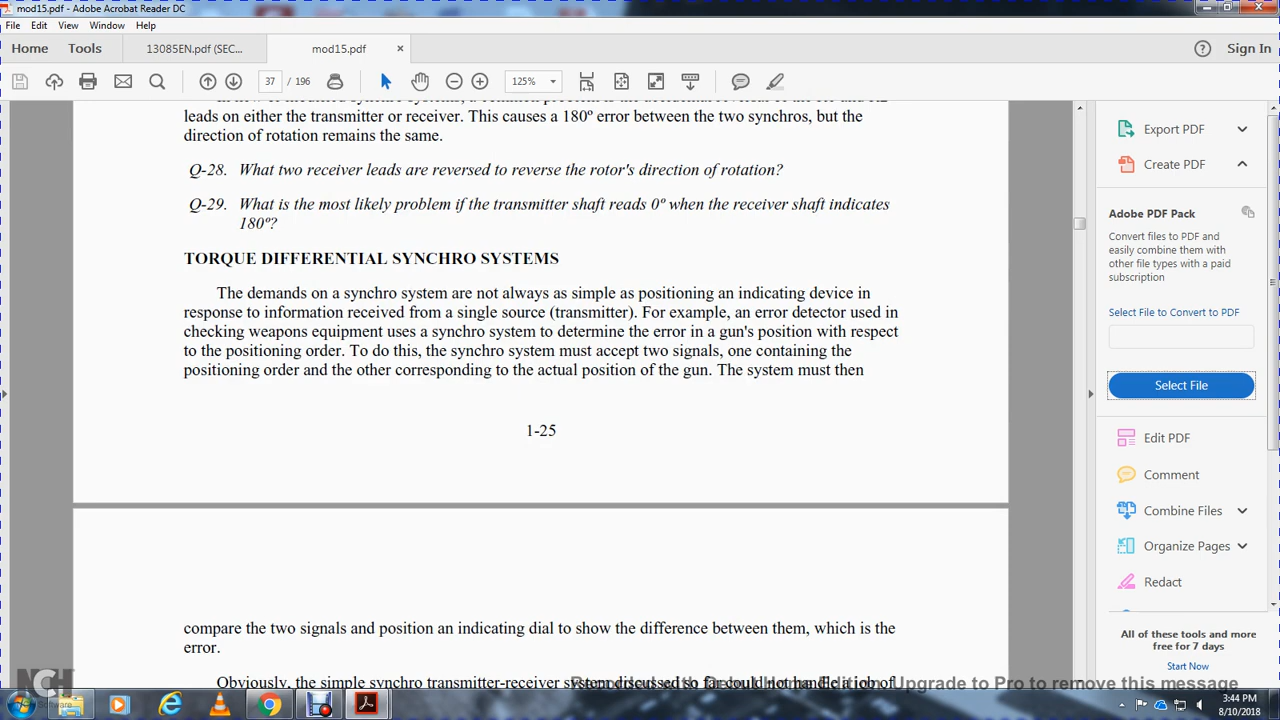 mod15.pdf - Adobe Acrobat Reader DC
File Edit View Window Help
Home Tools 13085EN.pdf (SEC... mod15.pdf × Sign In
37 / 196 125%
leads on either the transmitter or receiver. This causes a 180º error between the two synchros, but the
direction of rotation remains the same.
Q-28. What two receiver leads are reversed to reverse the rotor's direction of rotation?
Q-29. What is the most likely problem if the transmitter shaft reads 0º when the receiver shaft indicates
180º?
TORQUE DIFFERENTIAL SYNCHRO SYSTEMS
The demands on a synchro system are not always as simple as positioning an indicating device in
response to information received from a single source (transmitter). For example, an error detector used in
checking weapons equipment uses a synchro system to determine the error in a gun's position with respect
to the positioning order. To do this, the synchro system must accept two signals, one containing the
positioning order and the other corresponding to the actual position of the gun. The system must then
1-25
compare the two signals and position an indicating dial to show the difference between them, which is the
error.
Obviously, the simple synchro transmitter-receiver system discussed so far could not handle a job of
Export PDF
Create PDF
Adobe PDF Pack
Convert files to PDF and
easily combine them with
other file types with a paid
subscription
Select File to Convert to PDF
Select File
Edit PDF
Comment
Combine Files
Organize Pages
Redact
All of these tools and more
free for 7 days
Start Now
NCH
Software
Upgrade to Pro to remove this message
3:44 PM
8/10/2018